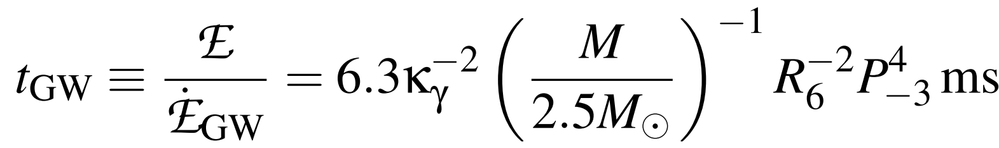 t_GW ≡ ℰ / ℰ̇_GW = 6.3κ_γ^−2 (M / 2.5M_⊙)^−1 R_6^−2 P_−3^4 ms